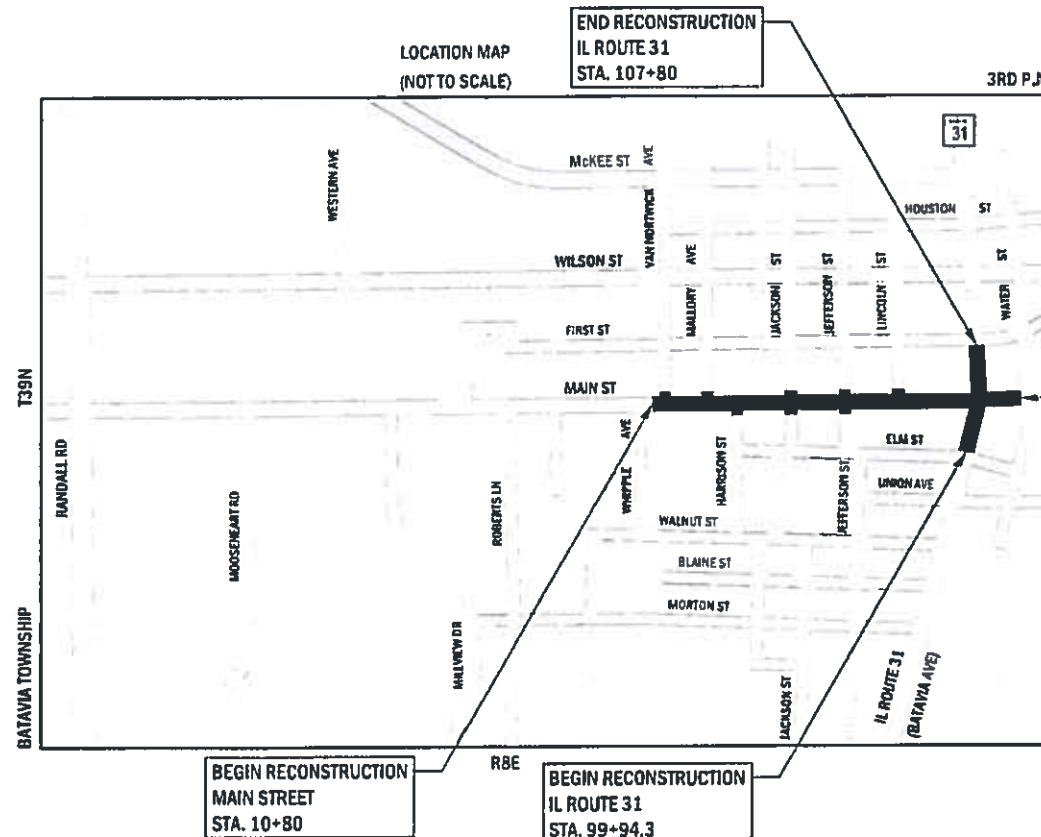 END RECONSTRUCTION
IL ROUTE 31
STA. 107+80
LOCATION MAP
(NOT TO SCALE)
3RD P.
31
McKEE ST
AVE
WESTERN AVE
VAN NORTWICK
HOUSTON ST
WILSON ST
MALLORY AVE
JACKSON ST
JEFFERSON ST
LINCOLN ST
WATER ST
FIRST ST
MAIN ST
T39N
RANDALL RD
MOOSEHEART RD
ROBERTS LN
WHIPPLE AVE
HARRISON ST
ELM ST
JEFFERSON ST
UNION AVE
WALNUT ST
BLAINE ST
MORTON ST
BATAVIA TOWNSHIP
MILLVIEW DR
JACKSON ST
IL ROUTE 31
(BATAVIA AVE)
R8E
BEGIN RECONSTRUCTION
MAIN STREET
STA. 10+80
BEGIN RECONSTRUCTION
IL ROUTE 31
STA. 99+94.3